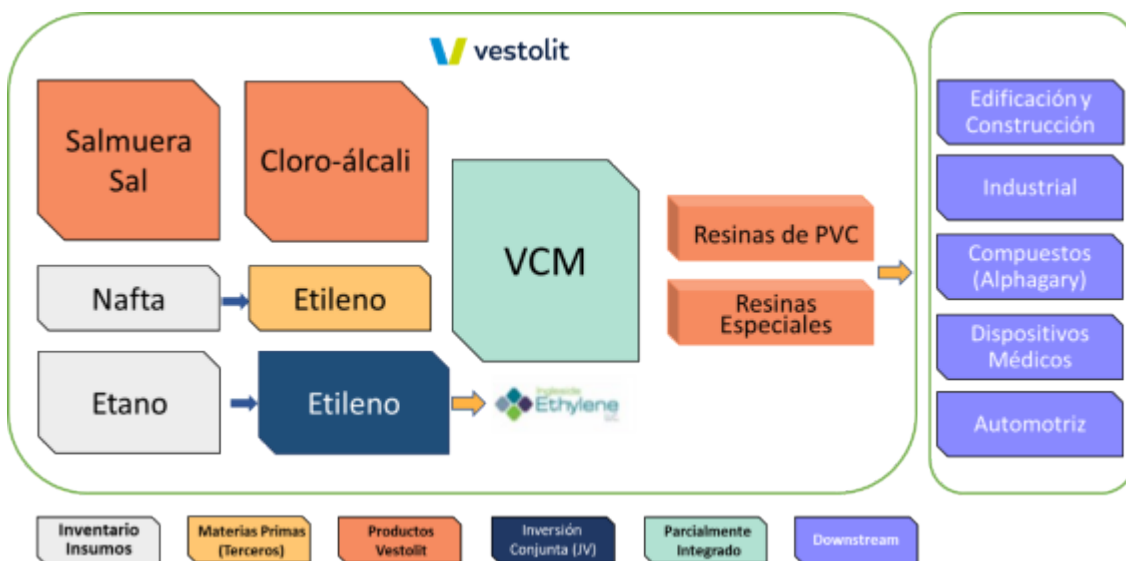 vestolit
Salmuera
Sal
Cloro-álcali
VCM
Nafta
Etileno
Etano
Etileno
Ingleside
Ethylene
Resinas de PVC
Resinas
Especiales
Edificación y
Construcción
Industrial
Compuestos
(Alphagary)
Dispositivos
Médicos
Automotriz
Inventario
Insumos
Materias Primas
(Terceros)
Productos
Vestolit
Inversión
Conjunta (JV)
Parcialmente
Integrado
Downstream